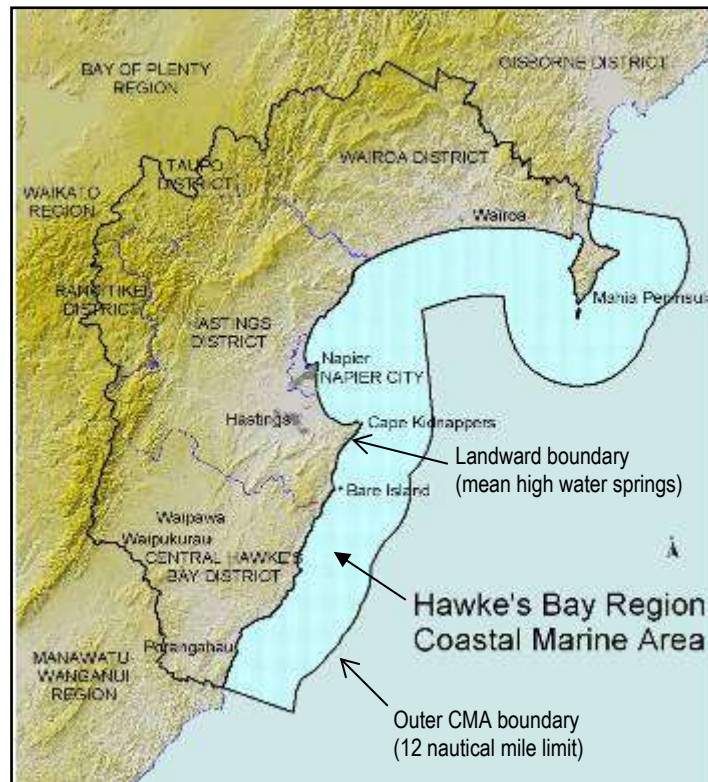 BAY OF PLENTY
REGION
GISBORNE DISTRICT
TAUPO
DISTRICT
WAIROA DISTRICT
WAIKATO
REGION
Wairoa
RANGITIKEI
DISTRICT
Mahia Peninsula
HASTINGS
DISTRICT
Napier
NAPIER CITY
Hastings
Cape Kidnappers
Landward boundary
(mean high water springs)
Bare Island
Waipawa
Waipukurau
CENTRAL HAWKE'S
BAY DISTRICT
Hawke's Bay Region
Coastal Marine Area
Porangahau
MANAWATU-
WANGANUI
REGION
Outer CMA boundary
(12 nautical mile limit)